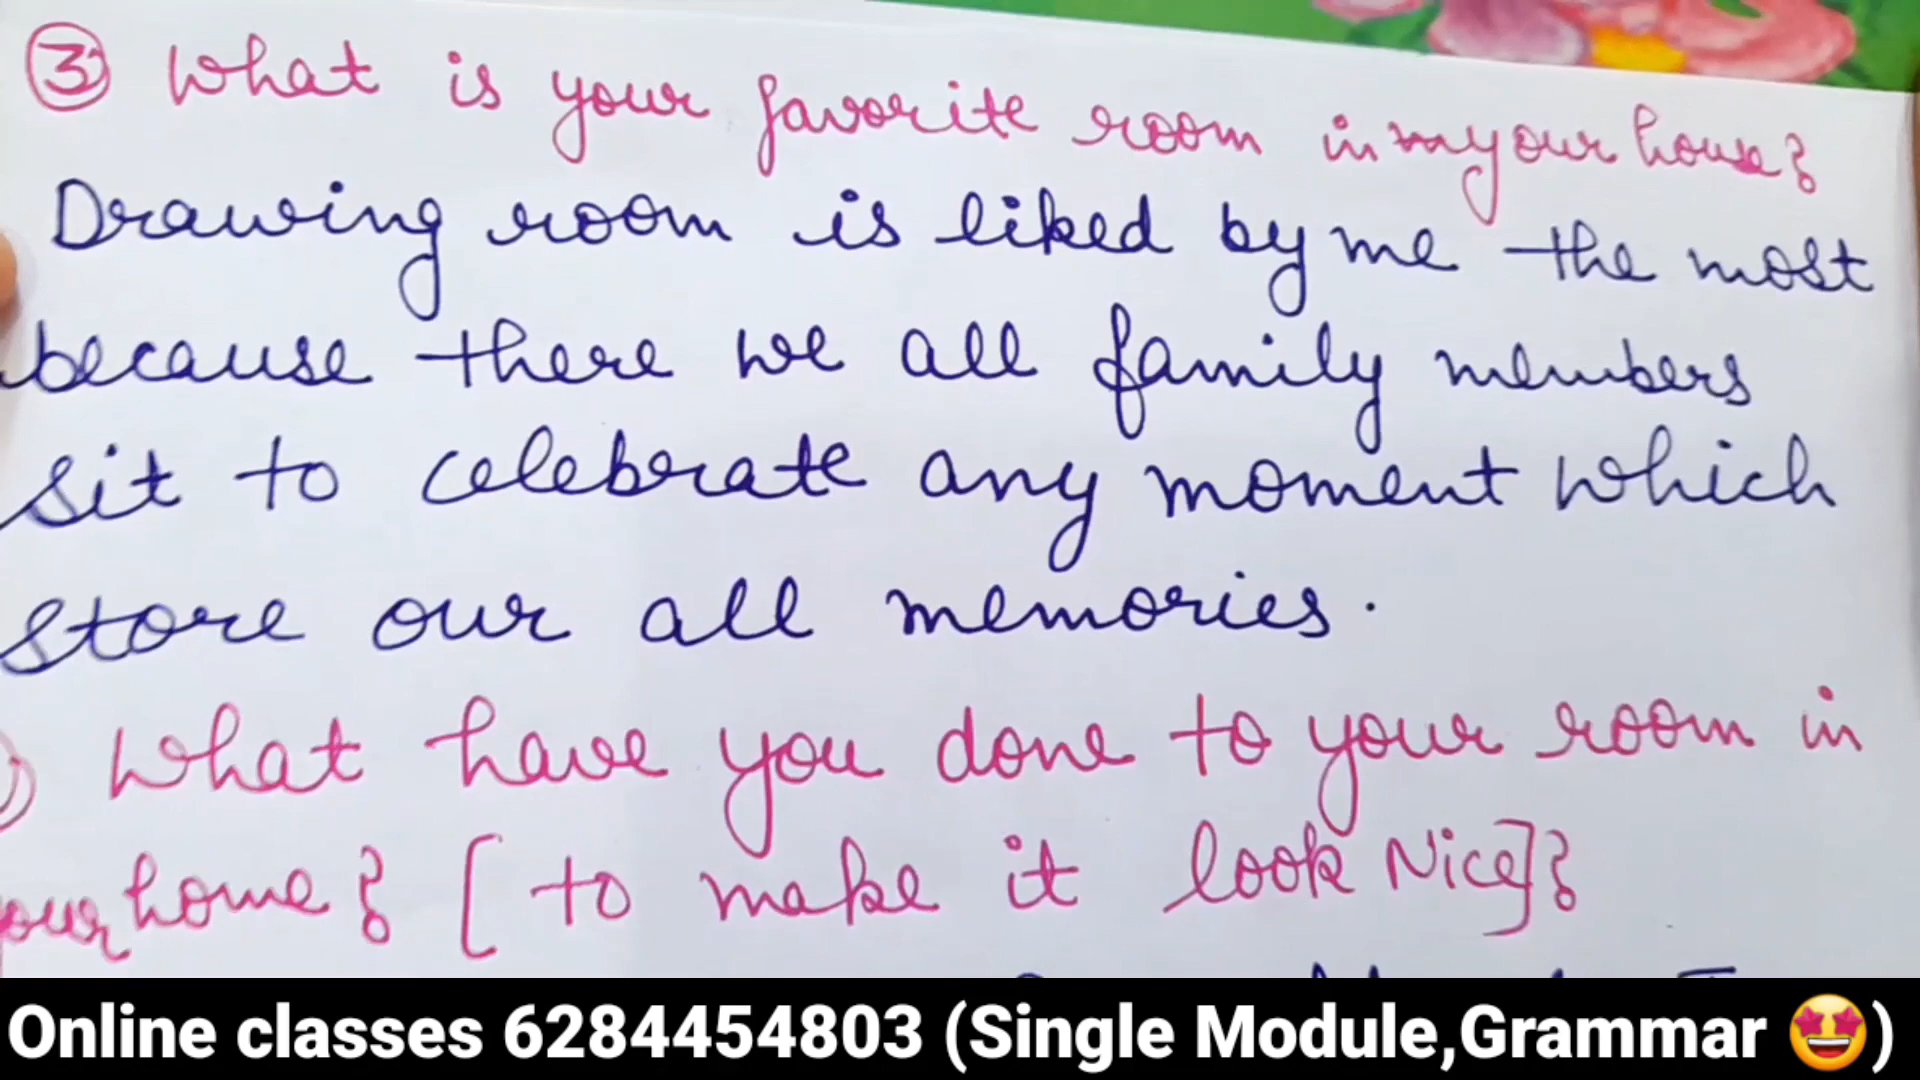 ③ What is your favorite room in my your house?
Drawing room is liked by me the most
because there we all family members
sit to celebrate any moment which
store our all memories.
) What have you done to your room in
your home? [to make it look Nice]?
Online classes 6284454803 (Single Module,Grammar 🤩)